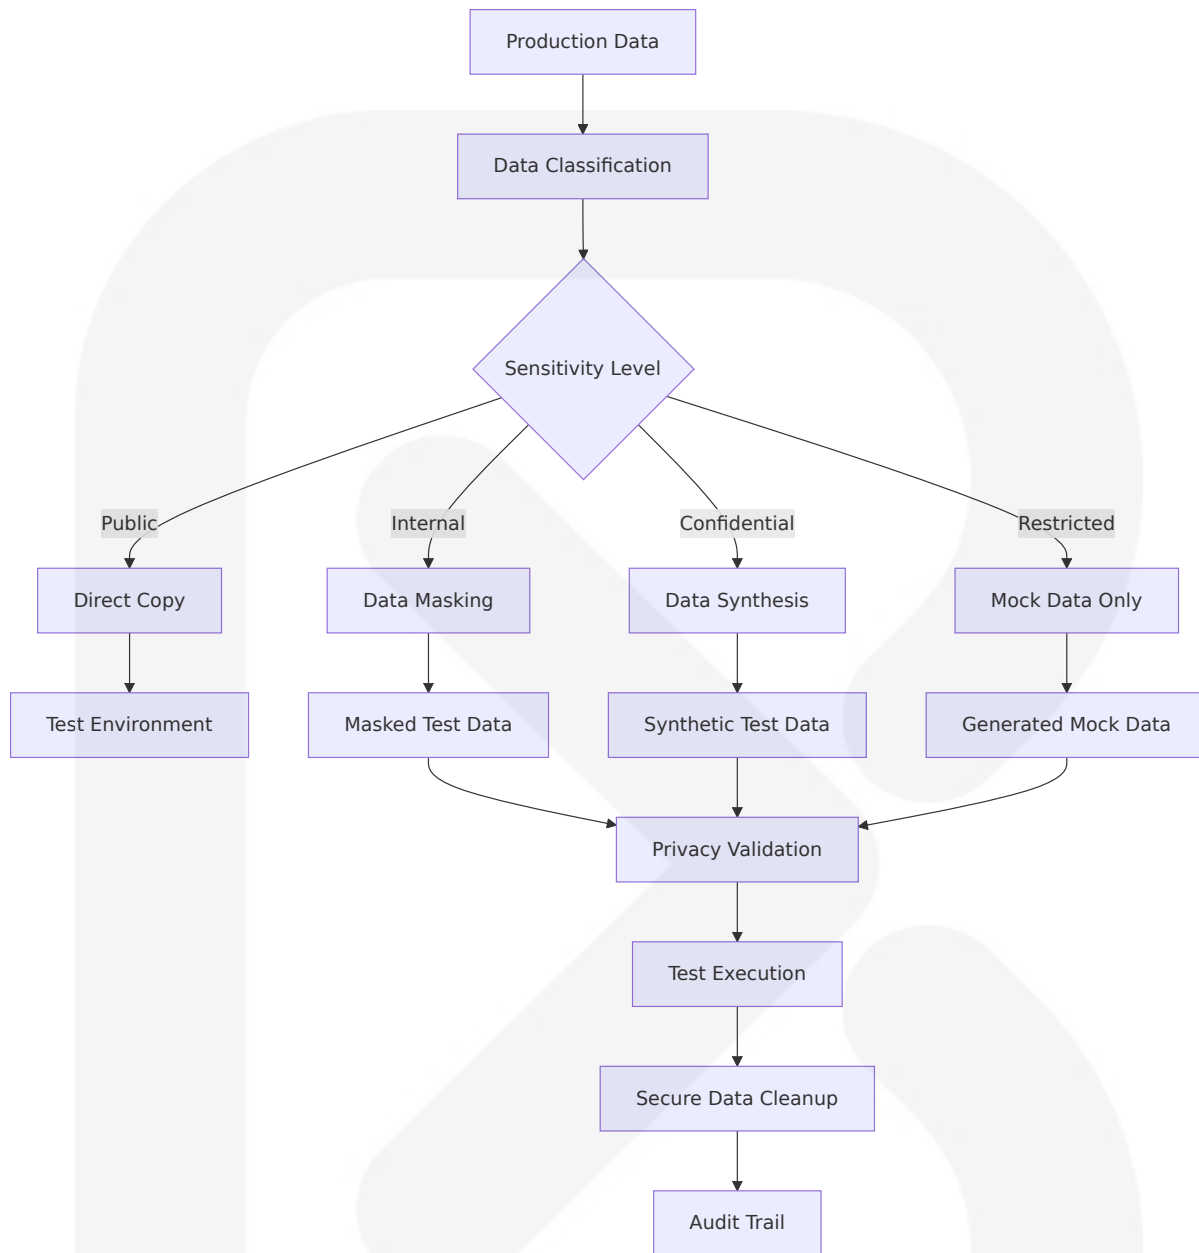 Production Data
Data Classification
Sensitivity Level
Public
Internal
Confidential
Restricted
Direct Copy
Data Masking
Data Synthesis
Mock Data Only
Test Environment
Masked Test Data
Synthetic Test Data
Generated Mock Data
Privacy Validation
Test Execution
Secure Data Cleanup
Audit Trail